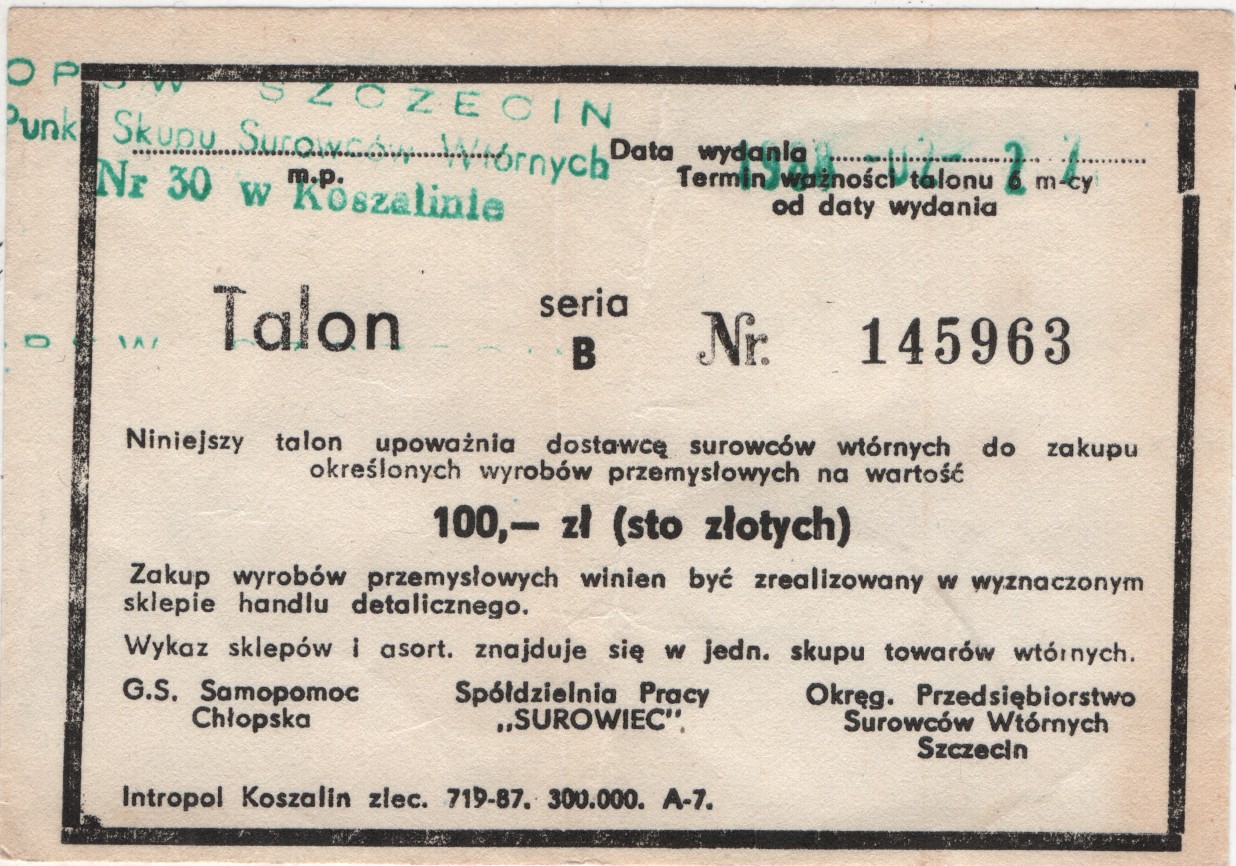 OPSW SZCZECIN
Punkt Skupu Surowców Wtórnych
Nr 30 w Koszalinie
m.p.
Data wydania
Termin ważności talonu 6 m-cy
od daty wydania
Talon seria B Nr. 145963
Niniejszy talon upoważnia dostawcę surowców wtórnych do zakupu
określonych wyrobów przemysłowych na wartość
100,— zł (sto złotych)
Zakup wyrobów przemysłowych winien być zrealizowany w wyznaczonym
sklepie handlu detalicznego.
Wykaz sklepów i asort. znajduje się w jedn. skupu towarów wtórnych.
G.S. Samopomoc
Chłopska
Spółdzielnia Pracy
„SUROWIEC”.
Okręg. Przedsiębiorstwo
Surowców Wtórnych
Szczecin
Intropol Koszalin zlec. 719-87. 300.000. A-7.